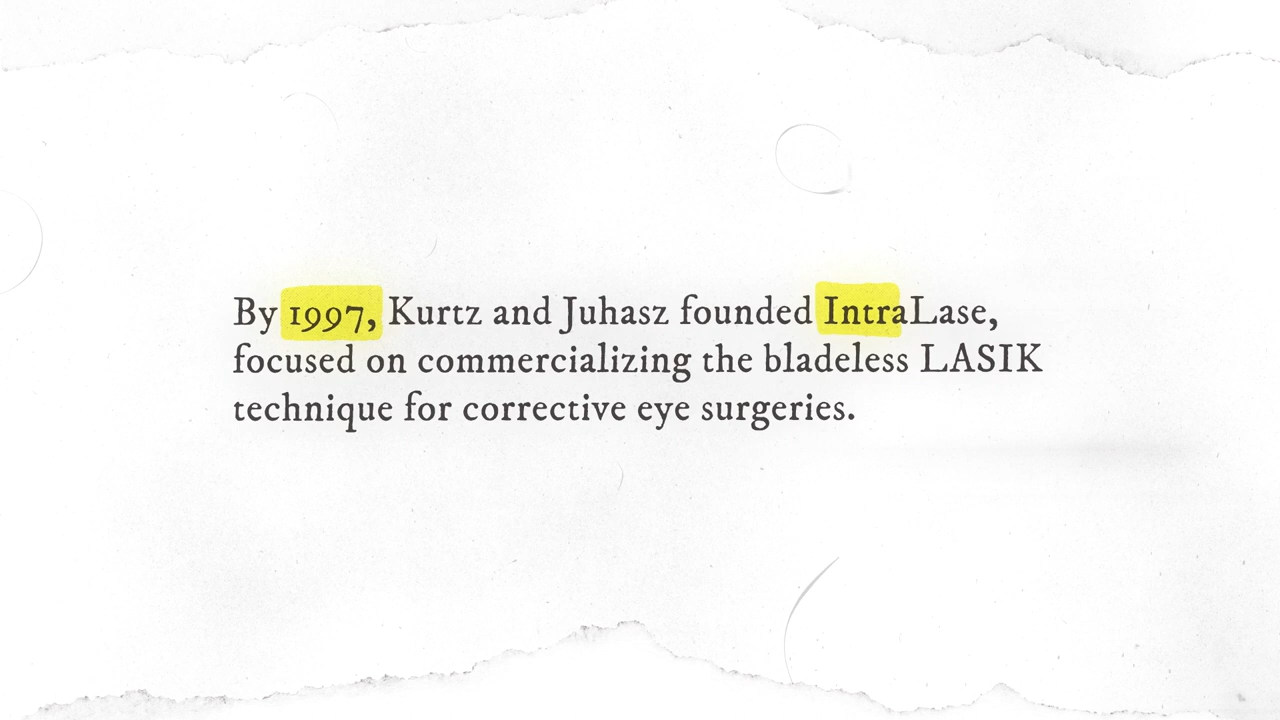 By 1997, Kurtz and Juhasz founded IntraLase,
focused on commercializing the bladeless LASIK
technique for corrective eye surgeries.